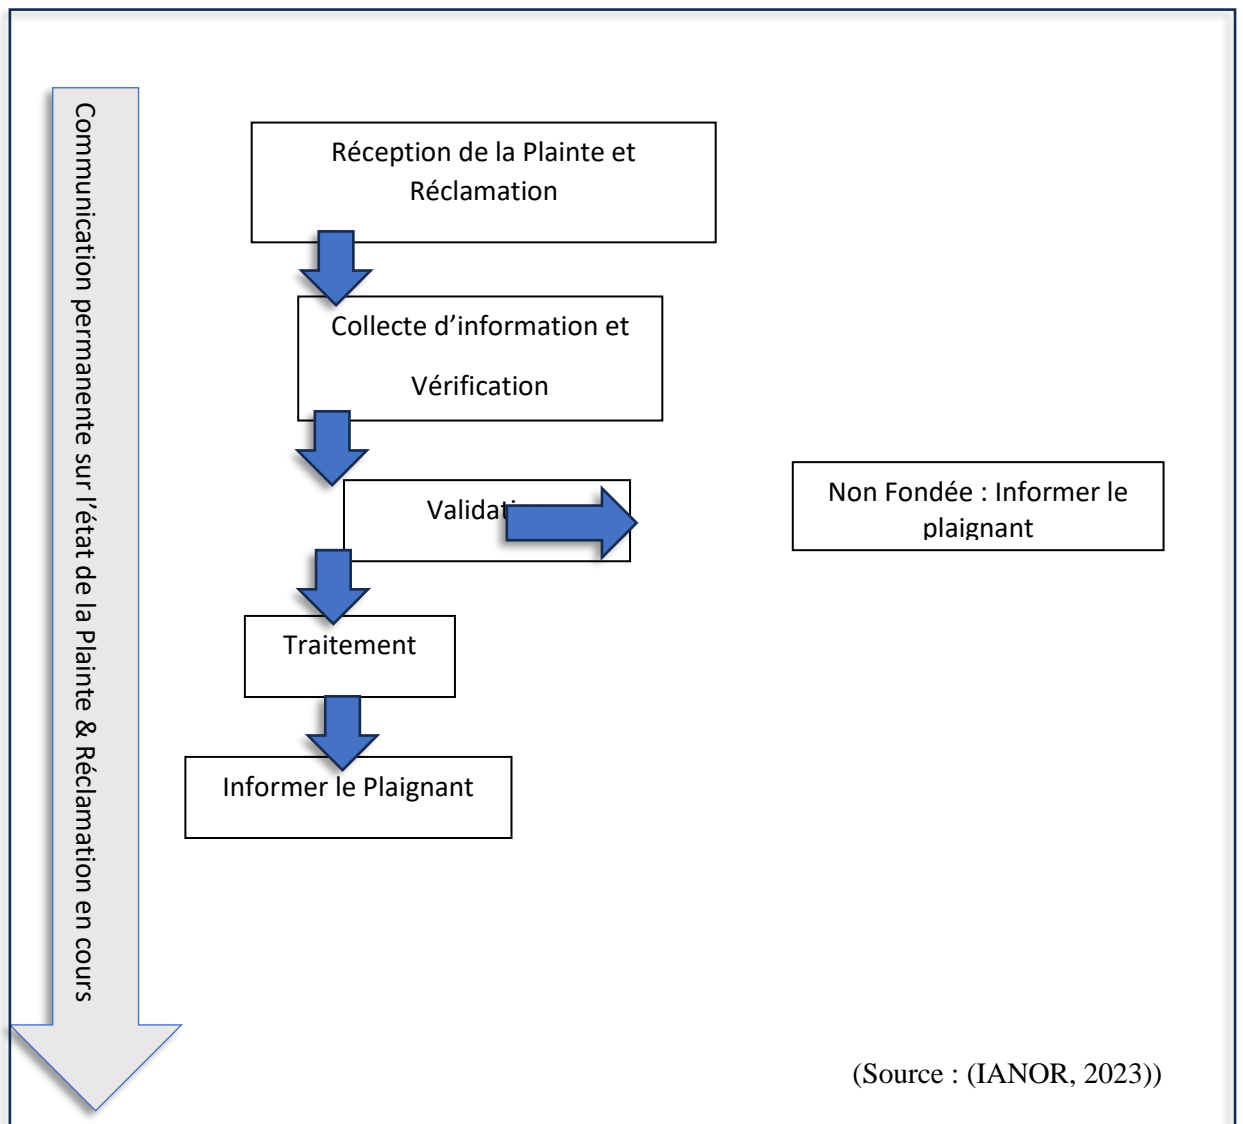 Communication permanente sur l’état de la Plainte & Réclamation en cours
Réception de la Plainte et
Réclamation
Collecte d’information et
Vérification
Non Fondée : Informer le
plaignant
Traitement
Informer le Plaignant
(Source : (IANOR, 2023))